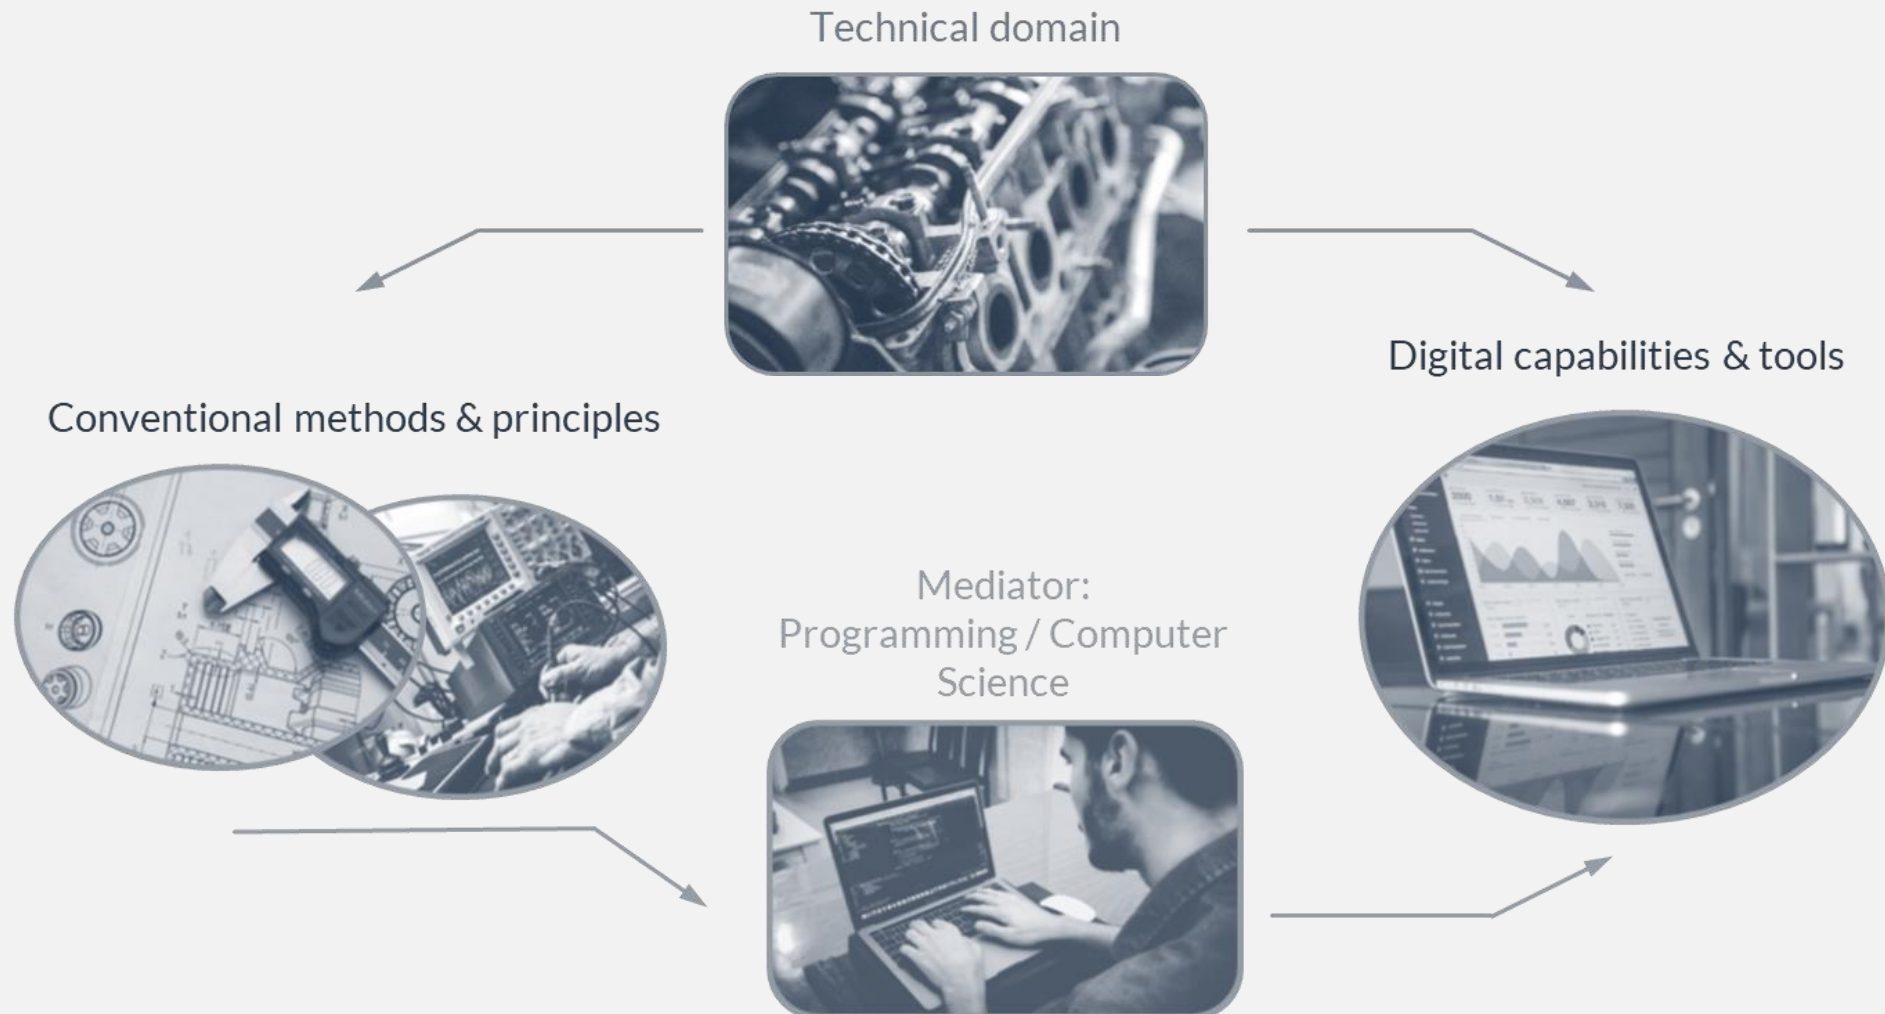 Technical domain
Digital capabilities & tools
Conventional methods & principles
Mediator:
Programming / Computer
Science